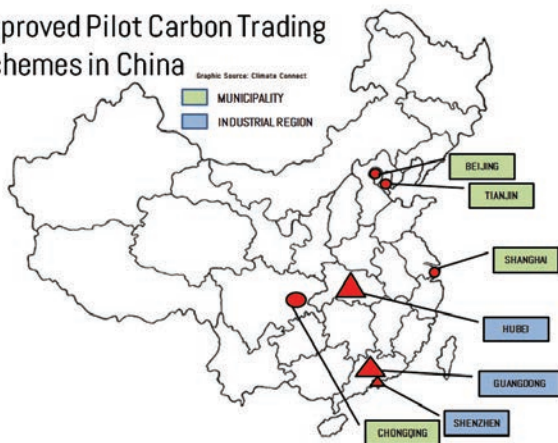 proved Pilot Carbon Trading
chemes in China
Graphic Source: Climate Connect
MUNICIPALITY
INDUSTRIAL REGION
BEIJING
TIANJIN
SHANGHAI
HUBEI
GUANGDONG
SHENZHEN
CHONGQING